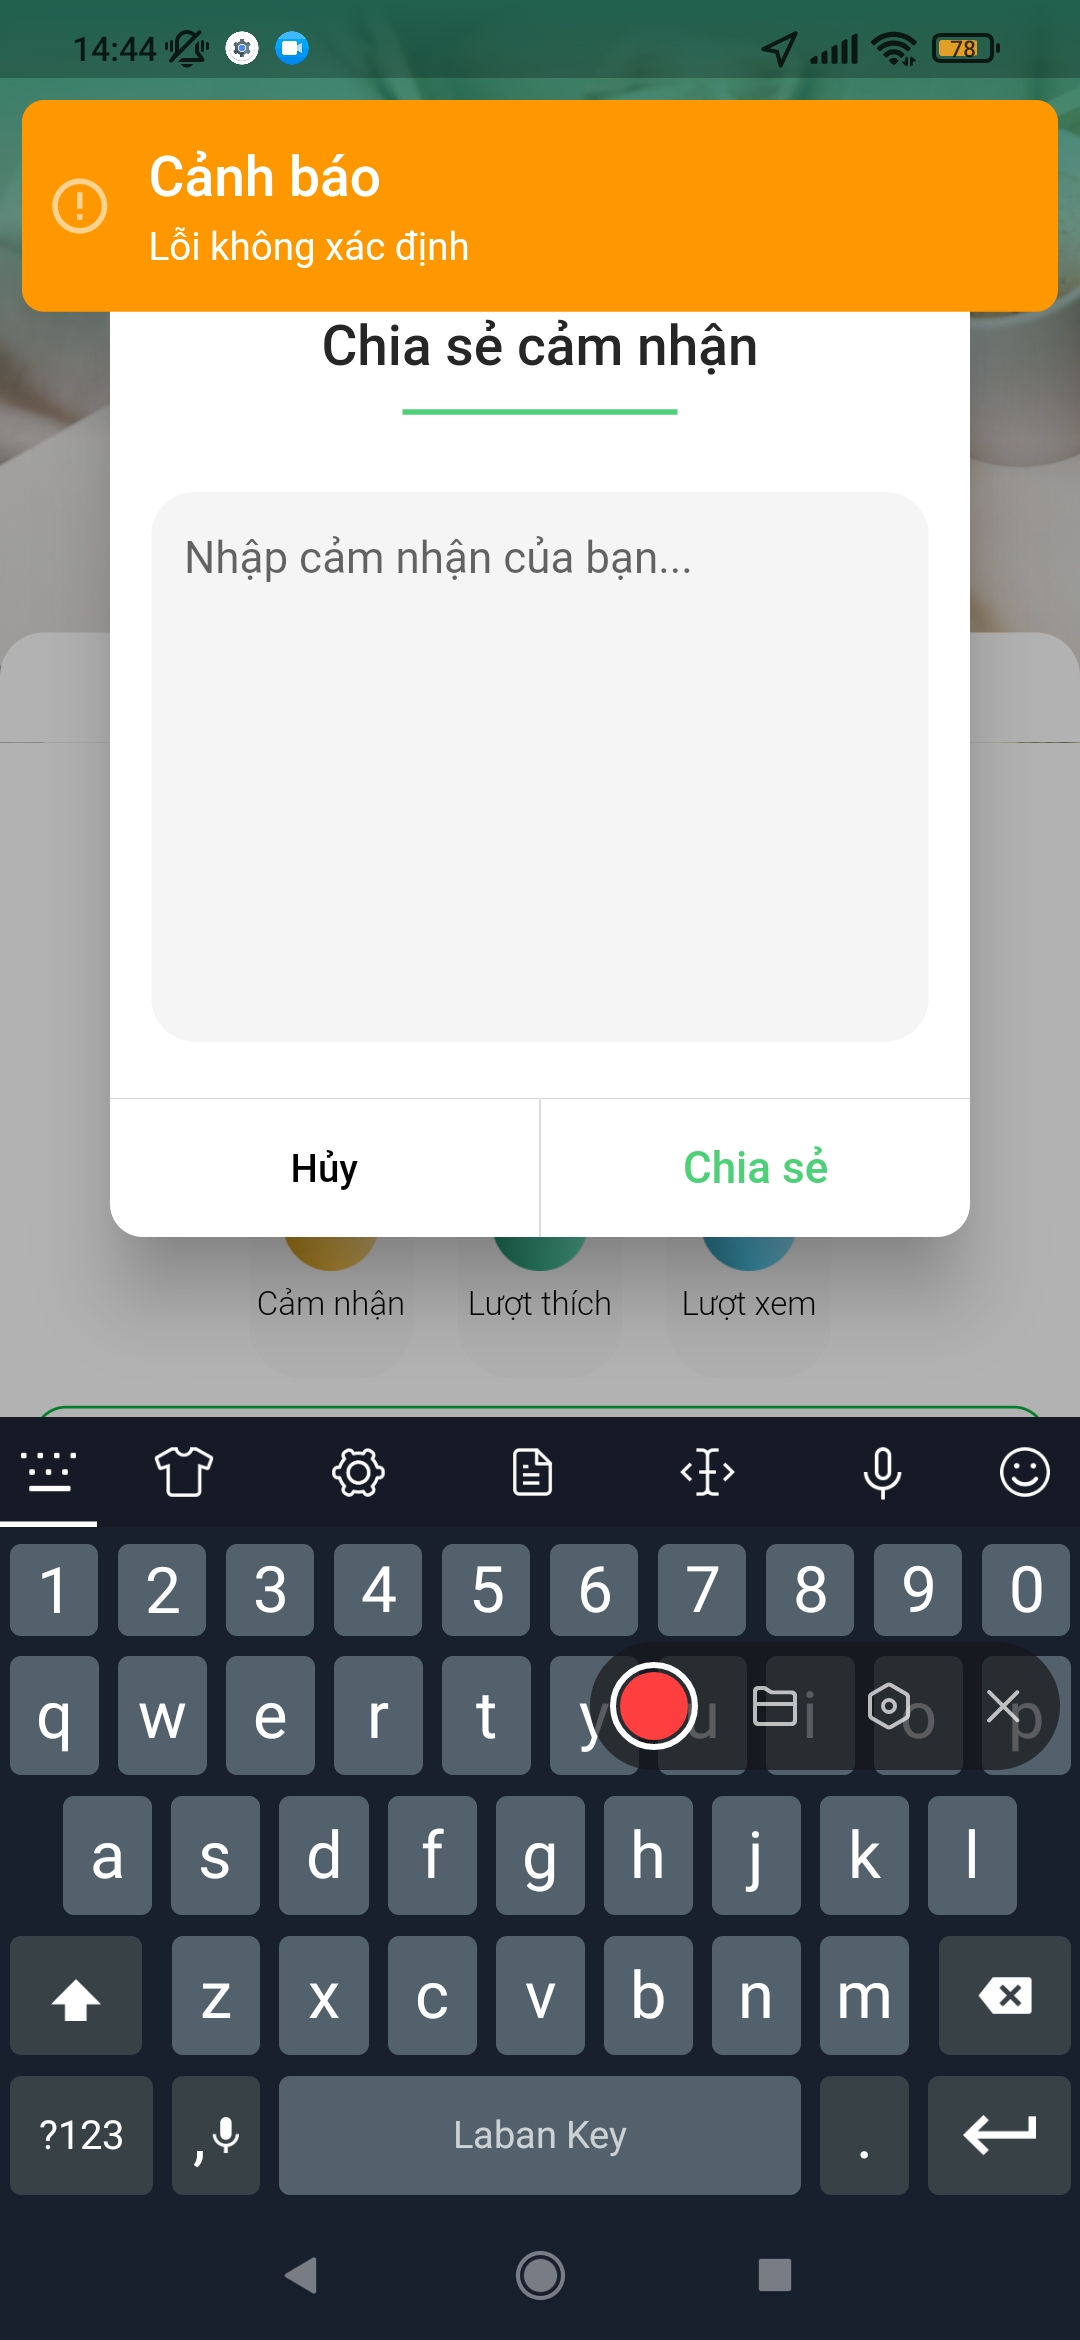 14:44
78
Cảnh báo
Lỗi không xác định
Chia sẻ cảm nhận
Nhập cảm nhận của bạn...
Hủy
Chia sẻ
Cảm nhận
Lượt thích
Lượt xem
1 2 3 4 5 6 7 8 9 0
q w e r t y u i o p
a s d f g h j k l
z x c v b n m
?123 , Laban Key .